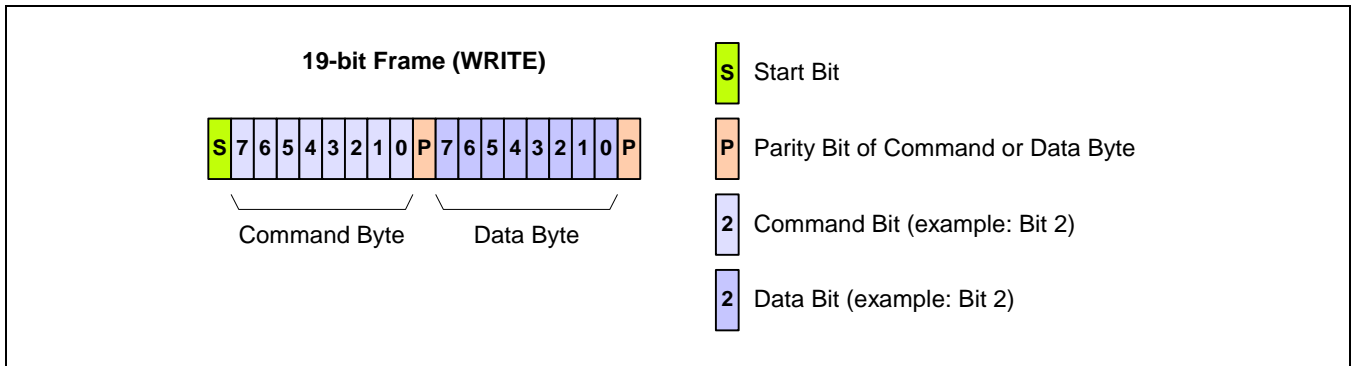 19-bit Frame (WRITE)
S 7 6 5 4 3 2 1 0 P 7 6 5 4 3 2 1 0 P
Command Byte Data Byte
S Start Bit
P Parity Bit of Command or Data Byte
2 Command Bit (example: Bit 2)
2 Data Bit (example: Bit 2)